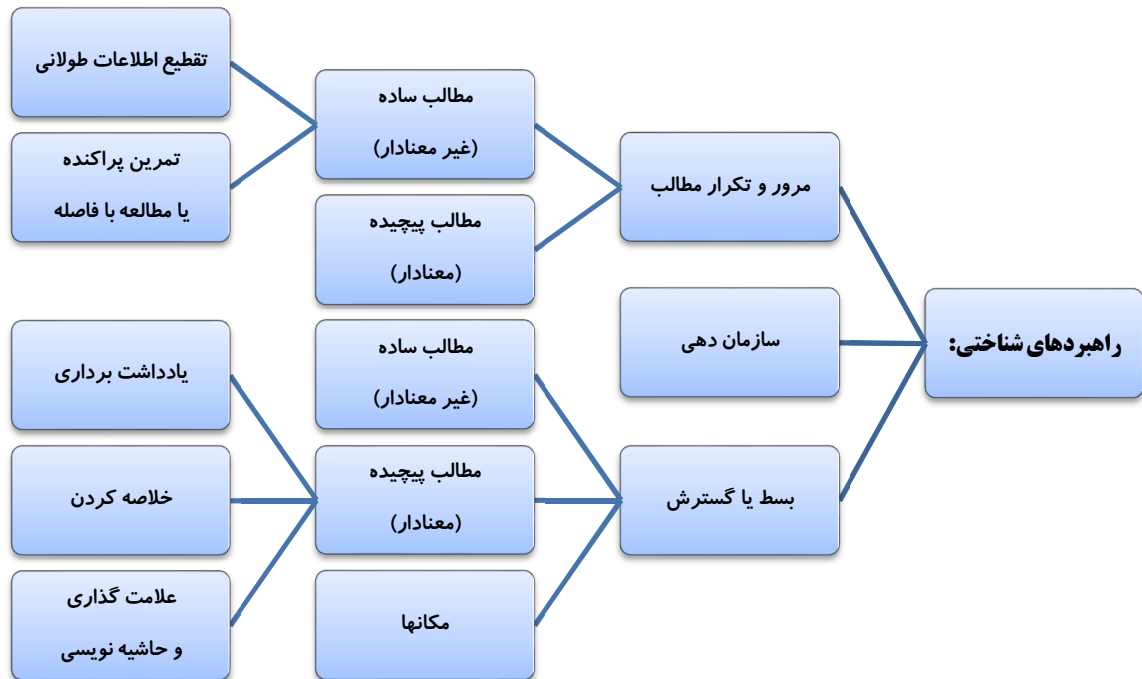 راهبردهای شناختی:
مرور و تکرار مطالب
مطالب ساده
(غیر معنادار)
تقطیع اطلاعات طولانی
تمرین پراکنده
یا مطالعه با فاصله
مطالب پیچیده
(معنادار)
سازمان دهی
بسط یا گسترش
مطالب ساده
(غیر معنادار)
مطالب پیچیده
(معنادار)
یادداشت برداری
خلاصه کردن
علامت گذاری
و حاشیه نویسی
مکانها